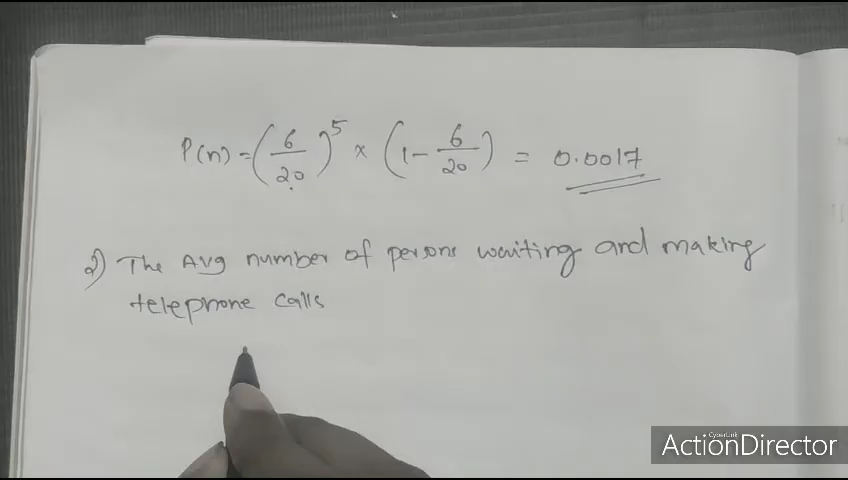 P(n) = (6/20)^5 × (1 - 6/20) = 0.0017
2) The Avg number of persons waiting and making
telephone calls
CyberLink
ActionDirector